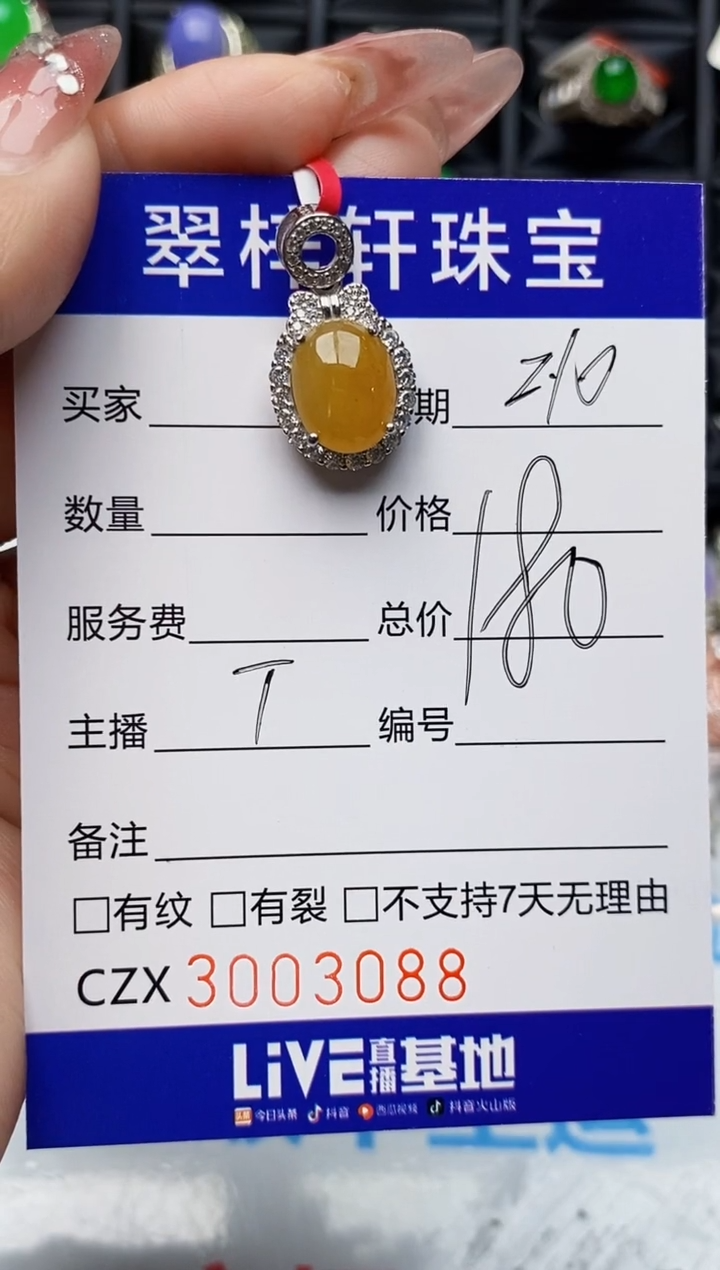 翠梓轩珠宝
买家 期 2/10
数量 价格
180
服务费 总价
主播 T 编号
备注
□有纹 □有裂 □不支持7天无理由
CZX 3003088
LiVE直播基地
头条 今日头条 抖音 西瓜视频 抖音火山版